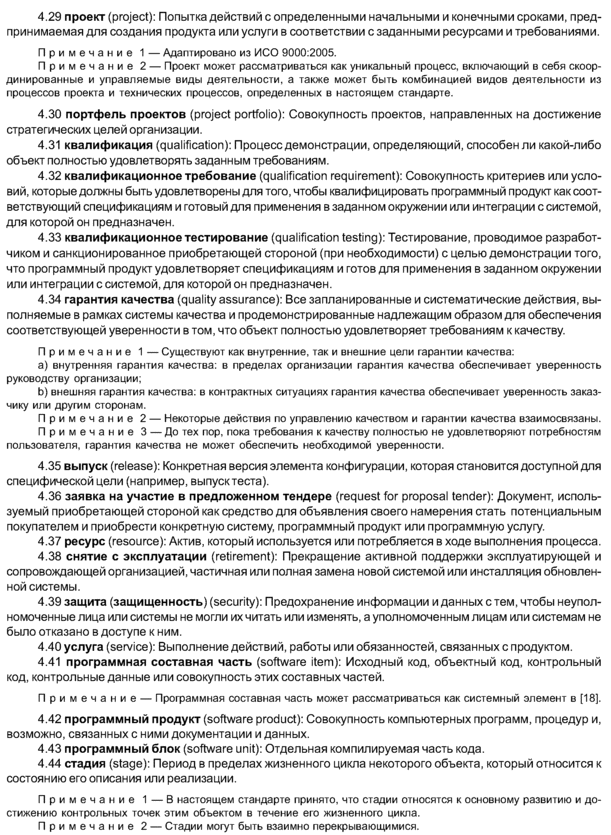 4.29 проект (project): Попытка действий с определенными начальными и конечными сроками, пред-
принимаемая для создания продукта или услуги в соответствии с заданными ресурсами и требованиями.
П р и м е ч а н и е 1 — Адаптировано из ИСО 9000:2005.
П р и м е ч а н и е 2 — Проект может рассматриваться как уникальный процесс, включающий в себя скоор-
динированные и управляемые виды деятельности, а также может быть комбинацией видов деятельности из
процессов проекта и технических процессов, определенных в настоящем стандарте.
4.30 портфель проектов (project portfolio): Совокупность проектов, направленных на достижение
стратегических целей организации.
4.31 квалификация (qualification): Процесс демонстрации, определяющий, способен ли какой-либо
объект полностью удовлетворять заданным требованиям.
4.32 квалификационное требование (qualification requirement): Совокупность критериев или усло-
вий, которые должны быть удовлетворены для того, чтобы квалифицировать программный продукт как соот-
ветствующий спецификациям и готовый для применения в заданном окружении или интеграции с системой,
для которой он предназначен.
4.33 квалификационное тестирование (qualification testing): Тестирование, проводимое разработ-
чиком и санкционированное приобретающей стороной (при необходимости) с целью демонстрации того,
что программный продукт удовлетворяет спецификациям и готов для применения в заданном окружении
или интеграции с системой, для которой он предназначен.
4.34 гарантия качества (quality assurance): Все запланированные и систематические действия, вы-
полняемые в рамках системы качества и продемонстрированные надлежащим образом для обеспечения
соответствующей уверенности в том, что объект полностью удовлетворяет требованиям к качеству.
П р и м е ч а н и е 1 — Существуют как внутренние, так и внешние цели гарантии качества:
a) внутренняя гарантия качества: в пределах организации гарантия качества обеспечивает уверенность
руководству организации;
b) внешняя гарантия качества: в контрактных ситуациях гарантия качества обеспечивает уверенность заказ-
чику или другим сторонам.
П р и м е ч а н и е 2 — Некоторые действия по управлению качеством и гарантии качества взаимосвязаны.
П р и м е ч а н и е 3 — До тех пор, пока требования к качеству полностью не удовлетворяют потребностям
пользователя, гарантия качества не может обеспечить необходимой уверенности.
4.35 выпуск (release): Конкретная версия элемента конфигурации, которая становится доступной для
специфической цели (например, выпуск теста).
4.36 заявка на участие в предложенном тендере (request for proposal tender): Документ, исполь-
зуемый приобретающей стороной как средство для объявления своего намерения стать потенциальным
покупателем и приобрести конкретную систему, программный продукт или программную услугу.
4.37 ресурс (resource): Актив, который используется или потребляется в ходе выполнения процесса.
4.38 снятие с эксплуатации (retirement): Прекращение активной поддержки эксплуатирующей и
сопровождающей организацией, частичная или полная замена новой системой или инсталляция обновлен-
ной системы.
4.39 защита (защищенность) (security): Предохранение информации и данных с тем, чтобы неупол-
номоченные лица или системы не могли их читать или изменять, а уполномоченным лицам или системам не
было отказано в доступе к ним.
4.40 услуга (service): Выполнение действий, работы или обязанностей, связанных с продуктом.
4.41 программная составная часть (software item): Исходный код, объектный код, контрольный
код, контрольные данные или совокупность этих составных частей.
П р и м е ч а н и е — Программная составная часть может рассматриваться как системный элемент в [18].
4.42 программный продукт (software product): Совокупность компьютерных программ, процедур и,
возможно, связанных с ними документации и данных.
4.43 программный блок (software unit): Отдельная компилируемая часть кода.
4.44 стадия (stage): Период в пределах жизненного цикла некоторого объекта, который относится к
состоянию его описания или реализации.
П р и м е ч а н и е 1 — В настоящем стандарте принято, что стадии относятся к основному развитию и до-
стижению контрольных точек этим объектом в течение его жизненного цикла.
П р и м е ч а н и е 2 — Стадии могут быть взаимно перекрывающимися.